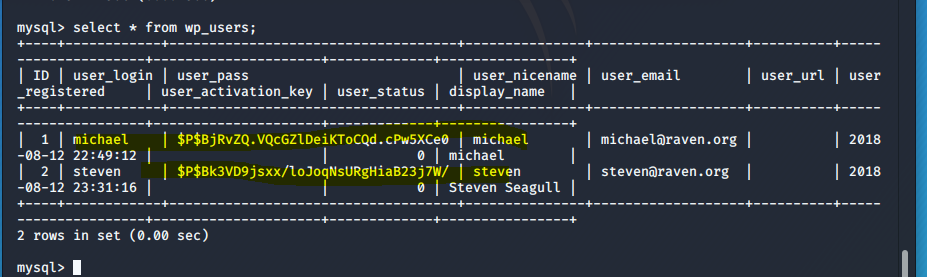 mysql> select * from wp_users;
+----+------------+------------------------------------+---------------+-------------------+----------+-----
----------------+---------------------+-------------+----------------+
| ID | user_login | user_pass                          | user_nicename | user_email        | user_url | user
_registered     | user_activation_key | user_status | display_name   |
+----+------------+------------------------------------+---------------+-------------------+----------+-----
----------------+---------------------+-------------+----------------+
|  1 | michael    | $P$BjRvZQ.VQcGZlDeiKToCQd.cPw5XCe0 | michael       | michael@raven.org |          | 2018
-08-12 22:49:12 |                     |           0 | michael        |
|  2 | steven     | $P$Bk3VD9jsxx/loJoqNsURgHiaB23j7W/ | steven        | steven@raven.org  |          | 2018
-08-12 23:31:16 |                     |           0 | Steven Seagull |
+----+------------+------------------------------------+---------------+-------------------+----------+-----
----------------+---------------------+-------------+----------------+
2 rows in set (0.00 sec)
mysql>